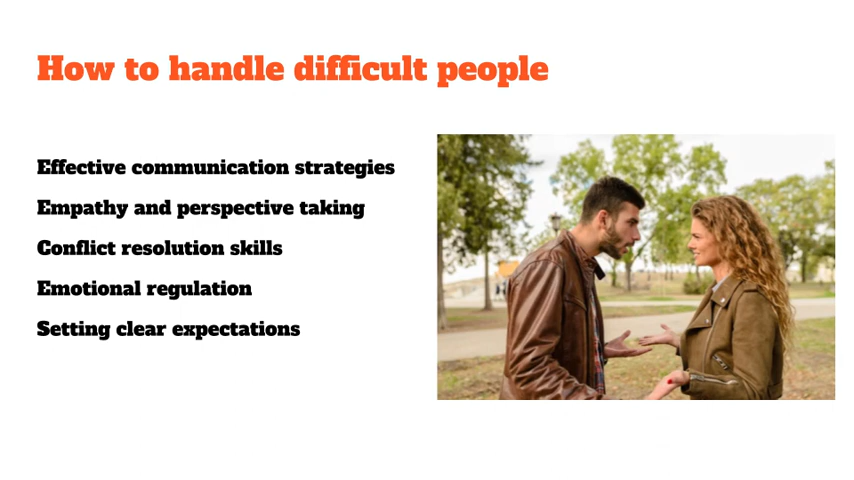 How to handle difficult people
Effective communication strategies
Empathy and perspective taking
Conflict resolution skills
Emotional regulation
Setting clear expectations